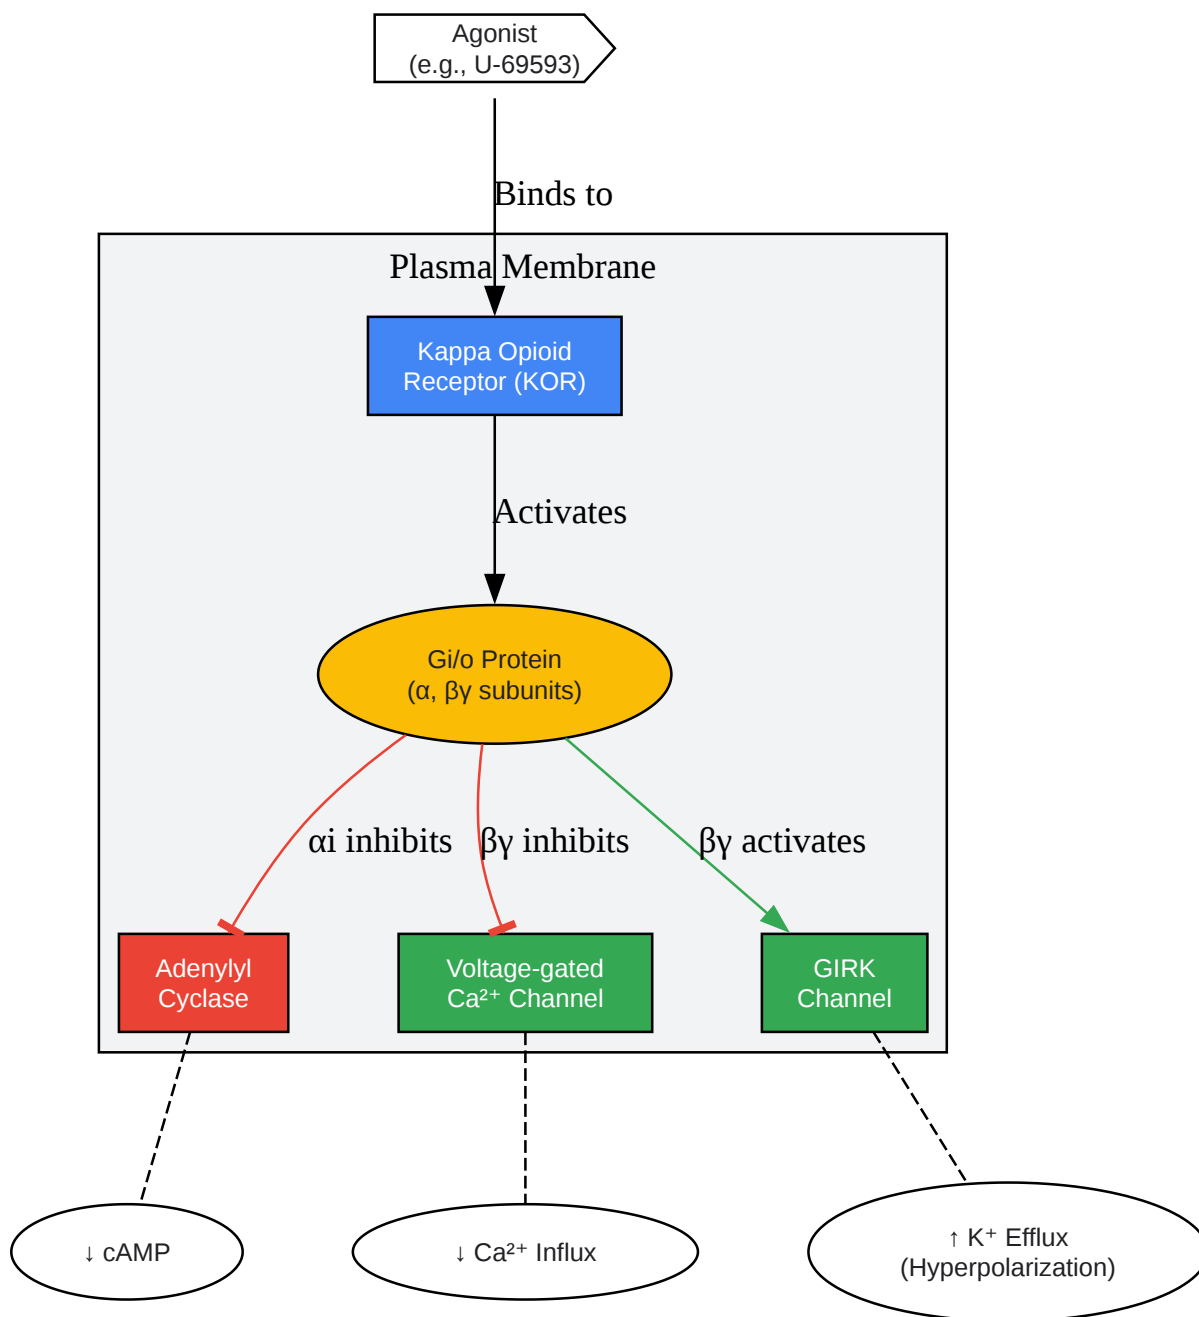 Agonist
(e.g., U-69593)
Binds to
Plasma Membrane
Kappa Opioid
Receptor (KOR)
Activates
Gi/o Protein
(α, βγ subunits)
αi inhibits
βγ inhibits
βγ activates
Adenylyl
Cyclase
Voltage-gated
Ca²⁺ Channel
GIRK
Channel
↓ cAMP
↓ Ca²⁺ Influx
↑ K⁺ Efflux
(Hyperpolarization)